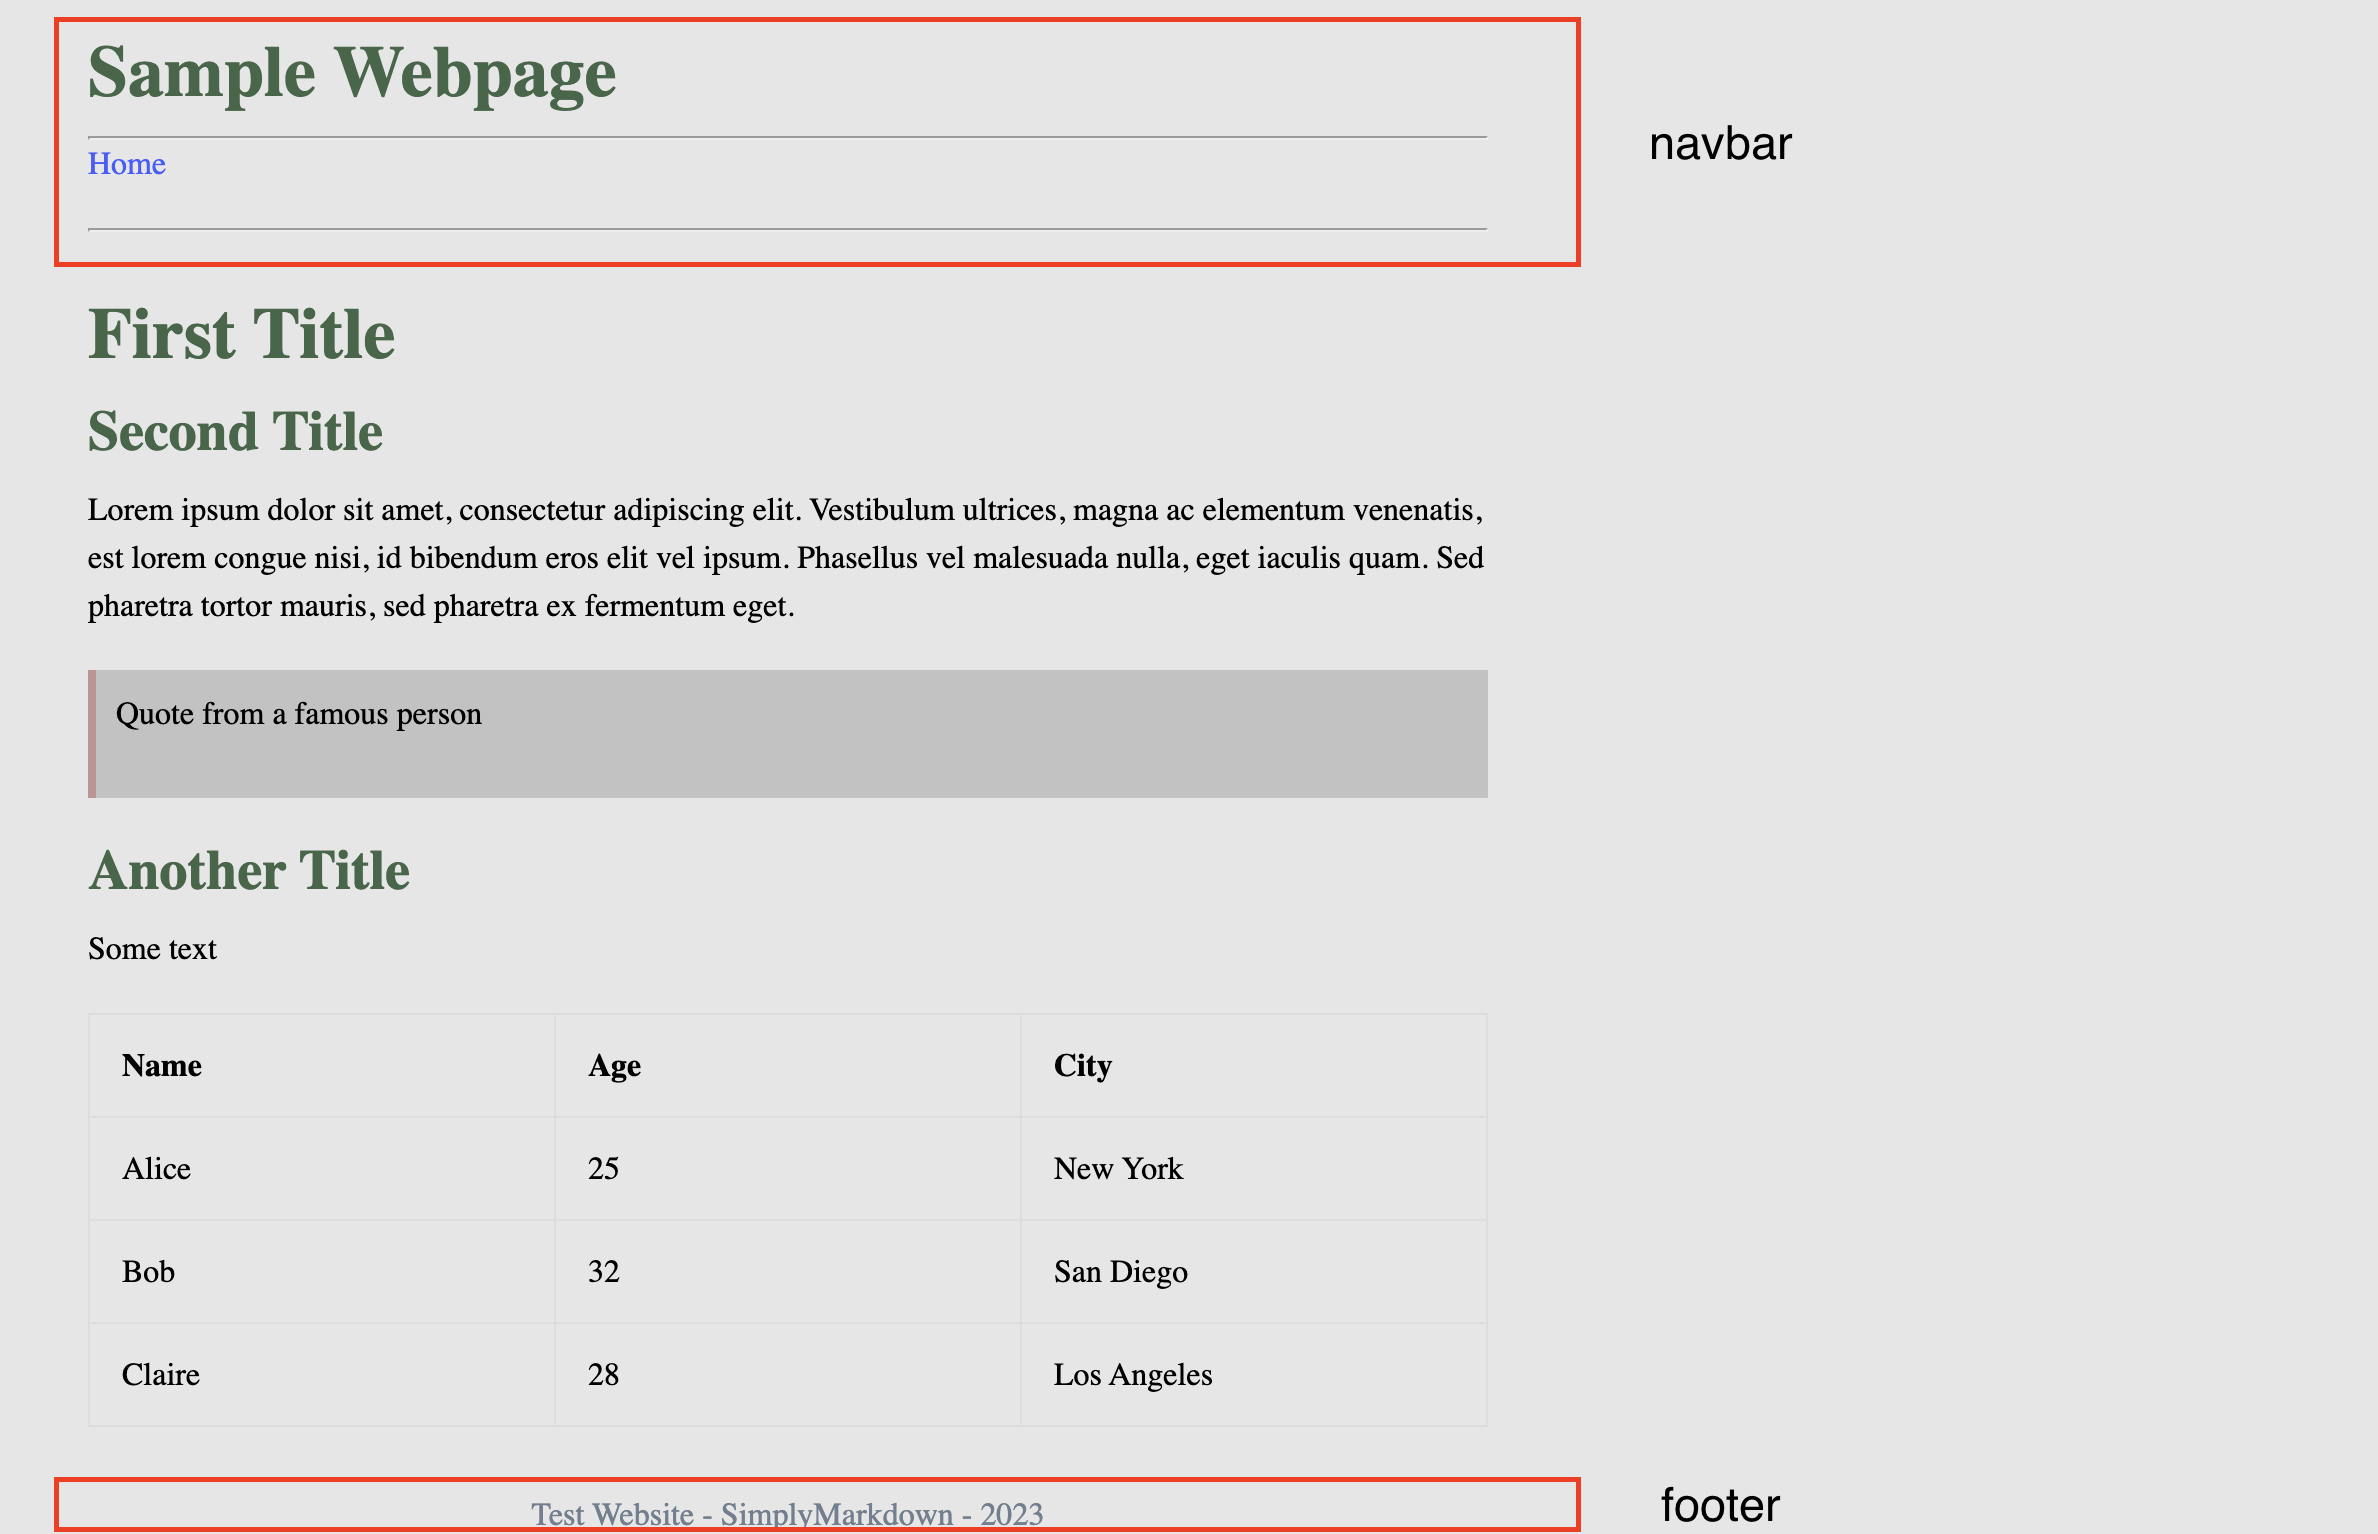 Sample Webpage
Home
navbar
First Title
Second Title
Lorem ipsum dolor sit amet, consectetur adipiscing elit. Vestibulum ultrices, magna ac elementum venenatis,
est lorem congue nisi, id bibendum eros elit vel ipsum. Phasellus vel malesuada nulla, eget iaculis quam. Sed
pharetra tortor mauris, sed pharetra ex fermentum eget.
Quote from a famous person
Another Title
Some text
Name Age City
Alice 25 New York
Bob 32 San Diego
Claire 28 Los Angeles
Test Website - SimplyMarkdown - 2023
footer